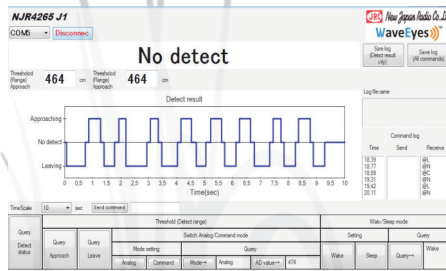 NJR4265 J1
JRC New Japan Radio Co.,Ltd
COM5
Disconnec
WaveEyes
No detect
Save log
(Detect result
only)
Save log
(All commands)
Threshold
(Range)
Approach
464 cm
Threshold
(Range)
Approach
464 cm
Log file name
Detect result
Approaching
No detect
Leaving
0 0.5 1 1.5 2 2.5 3 3.5 4 4.5 5 5.5 6 6.5 7 7.5 8 8.5 9 9.5 10
Time(sec)
Command log
Time Send Receive
18.39 @L
18.77 @N
18.89 @C
19.31 @N
19.42 @L
20.11 @N
TimeScale 10 sec Send comment
Query
Detect
status
Threshold (Detect range)
Query
Approach
Query
Leave
Switch Analog/Command mode
Mode setting Query
Analog Command Mode→ Analog AD value→ 474
Wake/Sleep mode
Setting Query
Wake Sleep Query→ Wake